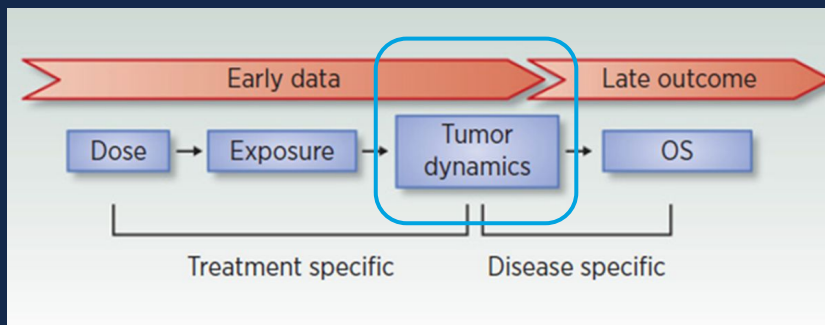 Early data
Late outcome
Dose
Exposure
Tumor
dynamics
OS
Treatment specific
Disease specific